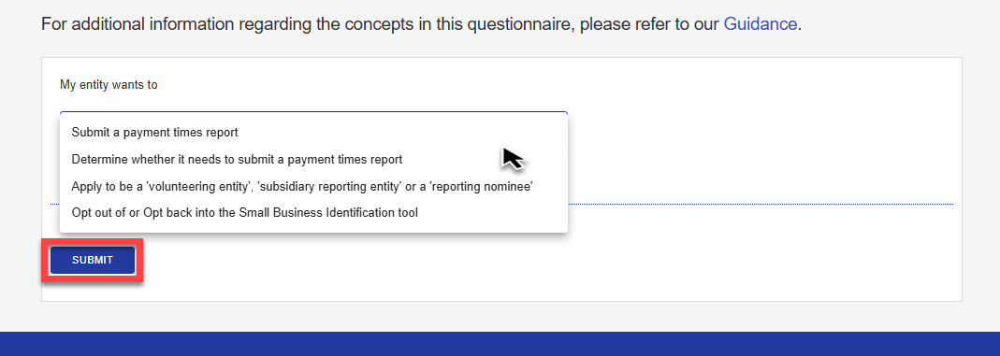 For additional information regarding the concepts in this questionnaire, please refer to our Guidance.
My entity wants to
Submit a payment times report
Determine whether it needs to submit a payment times report
Apply to be a 'volunteering entity', 'subsidiary reporting entity' or a 'reporting nominee'
Opt out of or Opt back into the Small Business Identification tool
SUBMIT